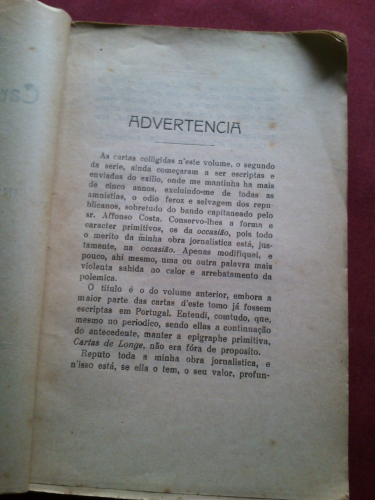 ADVERTENCIA
As cartas colligidas n'este volume, o segundo
da serie, ainda começaram a ser escriptas e
enviadas do exilio, onde me mantinha ha mais
de cinco annos, excluindo-me de todas as
amnistias, o odio feroz e selvagem dos repu-
blicanos, sobretudo do bando capitaneado pelo
sr. Affonso Costa. Conservo-lhes a forma e
caracter primitivos, os da occasião, pois todo
o merito da minha obra jornalistica está, jus-
tamente, na occasião. Apenas modifiquei, e
pouco, ahi mesmo, uma ou outra palavra mais
violenta sahida ao calor e arrebatamento da
polemica.
O titulo é o do volume anterior, embora a
maior parte das cartas d'este tomo já fossem
escriptas em Portugal. Entendi, comtudo, que,
mesmo no periodico, sendo ellas a continuação
do antecedente, manter a epigraphe primitiva,
Cartas de Longe, não era fóra de proposito.
Reputo toda a minha obra jornalistica, e
n'isso está, se ella o tem, o seu valor, profun-